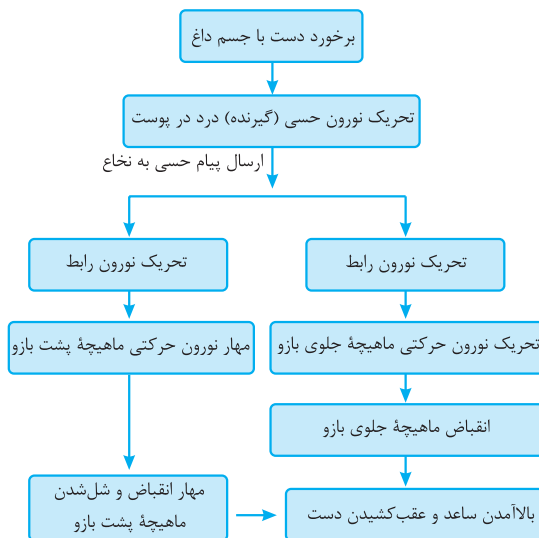 برخورد دست با جسم داغ
تحریک نورون حسی (گیرنده) درد در پوست
ارسال پیام حسی به نخاع
تحریک نورون رابط
تحریک نورون رابط
تحریک نورون حرکتی ماهیچهٔ جلوی بازو
مهار نورون حرکتی ماهیچهٔ پشت بازو
انقباض ماهیچهٔ جلوی بازو
مهار انقباض و شل‌شدن
ماهیچهٔ پشت بازو
بالاآمدن ساعد و عقب‌کشیدن دست